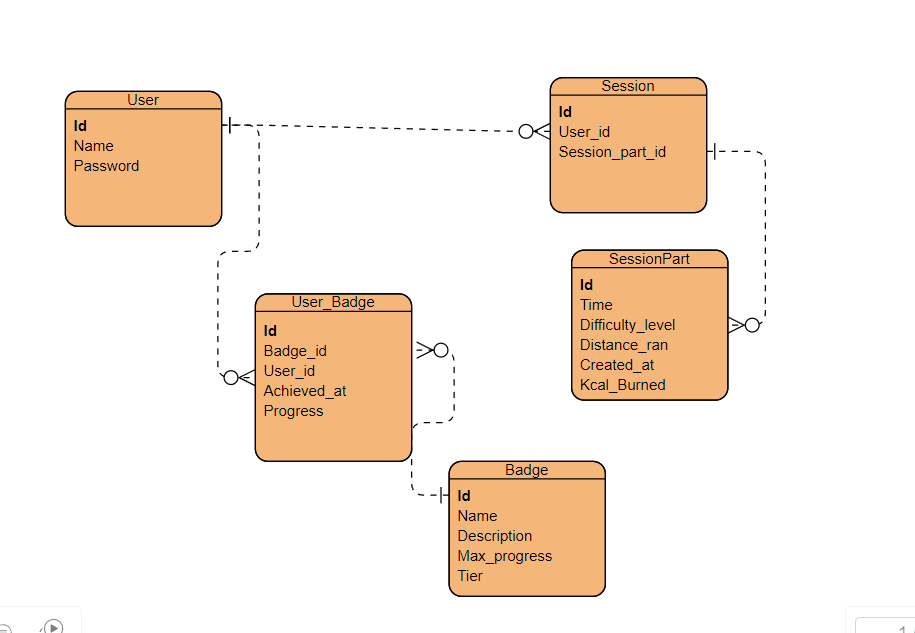 User
Id
Name
Password
Session
Id
User_id
Session_part_id
SessionPart
Id
Time
Difficulty_level
Distance_ran
Created_at
Kcal_Burned
User_Badge
Id
Badge_id
User_id
Achieved_at
Progress
Badge
Id
Name
Description
Max_progress
Tier
1